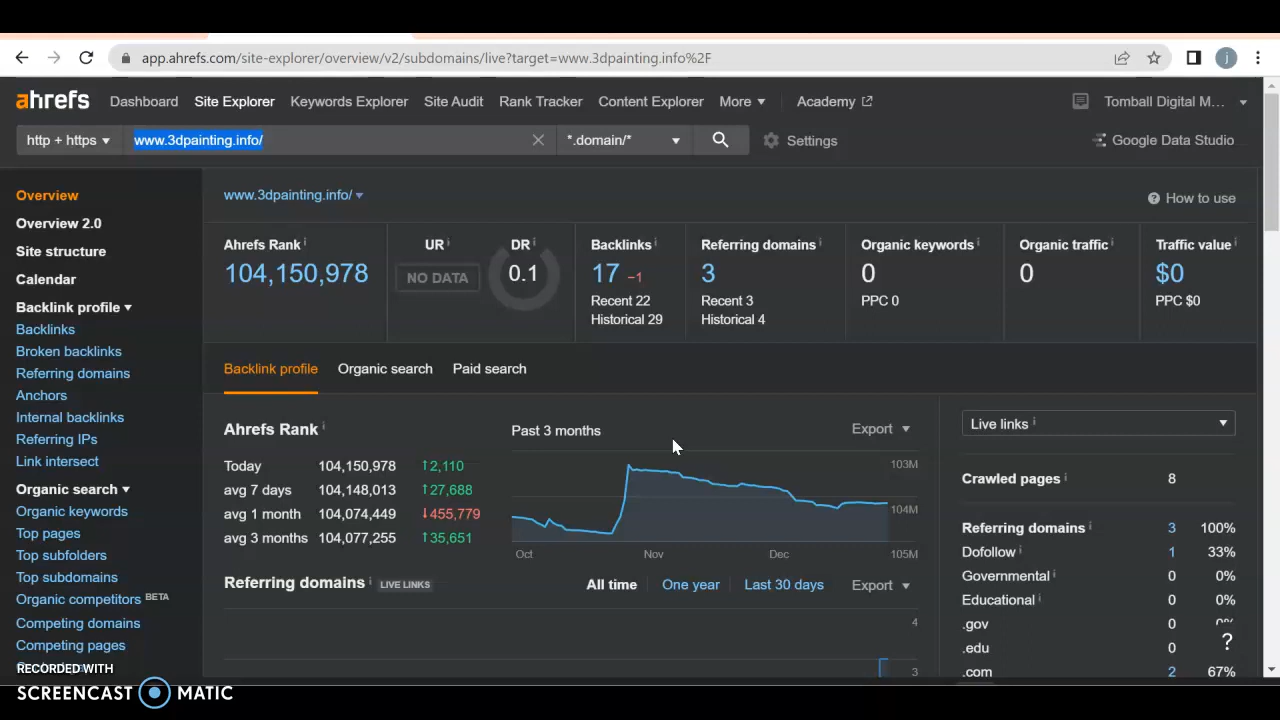 app.ahrefs.com/site-explorer/overview/v2/subdomains/live?target=www.3dpainting.info%2F
j
ahrefs Dashboard Site Explorer Keywords Explorer Site Audit Rank Tracker Content Explorer More Academy Tomball Digital M...
http + https www.3dpainting.info/ *.domain/* Settings Google Data Studio
Overview
Overview 2.0
Site structure
Calendar
Backlink profile
Backlinks
Broken backlinks
Referring domains
Anchors
Internal backlinks
Referring IPs
Link intersect
Organic search
Organic keywords
Top pages
Top subfolders
Top subdomains
Organic competitors BETA
Competing domains
Competing pages
www.3dpainting.info/
? How to use
Ahrefs Rank i
104,150,978
UR i
NO DATA
DR i
0.1
Backlinks i
17 -1
Recent 22
Historical 29
Referring domains i
3
Recent 3
Historical 4
Organic keywords i
0
PPC 0
Organic traffic i
0
Traffic value i
$0
PPC $0
Backlink profile Organic search Paid search
Ahrefs Rank i
Today 104,150,978 ↑2,110
avg 7 days 104,148,013 ↑27,688
avg 1 month 104,074,449 ↓455,779
avg 3 months 104,077,255 ↑35,651
Past 3 months Export
103M
104M
105M
Oct Nov Dec
Referring domains i LIVE LINKS All time One year Last 30 days Export
4
3
Live links i
Crawled pages i 8
Referring domains i 3 100%
Dofollow i 1 33%
Governmental i 0 0%
Educational i 0 0%
.gov 0
.edu 0
.com 2 67%
?
RECORDED WITH
SCREENCAST MATIC